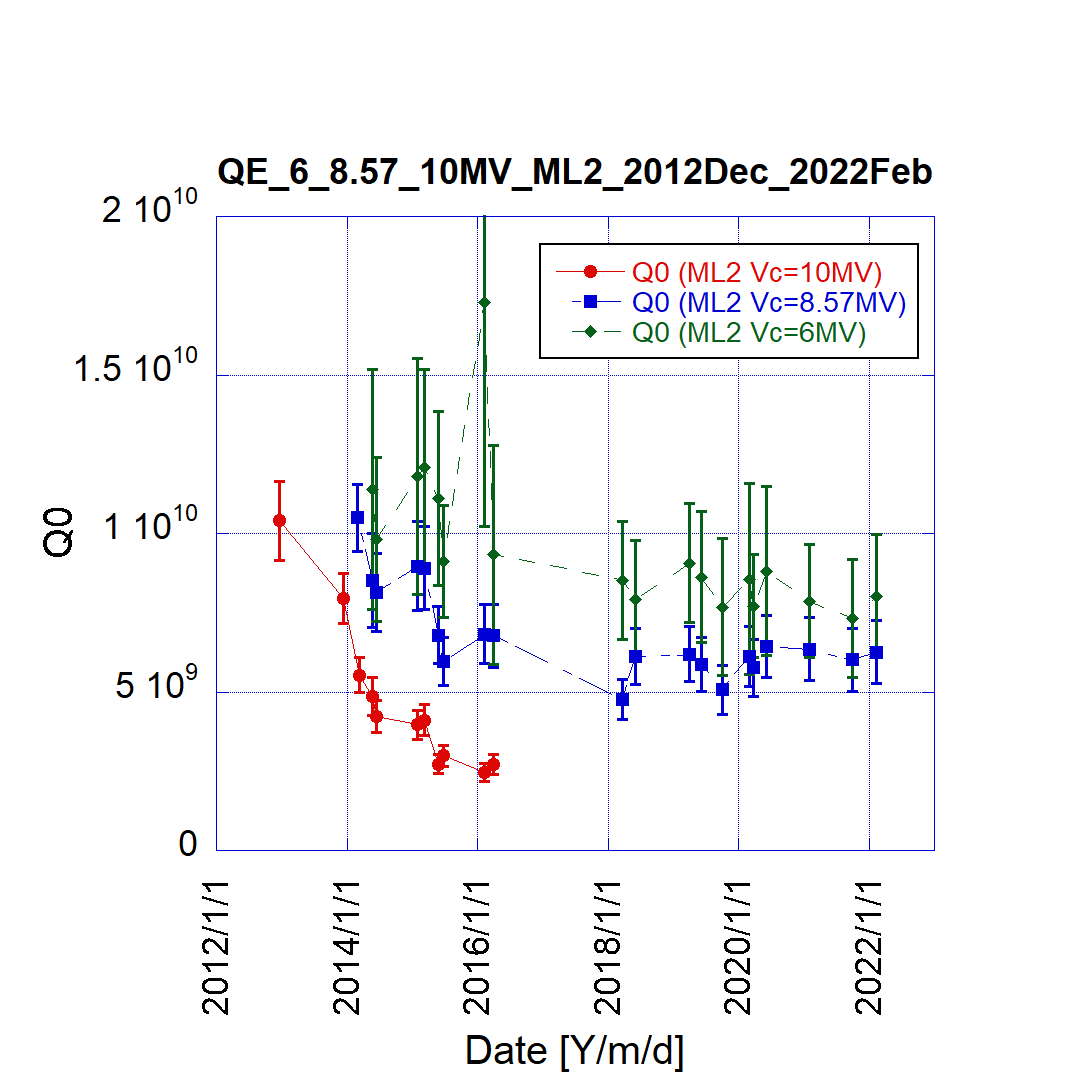 QE_6_8.57_10MV_ML2_2012Dec_2022Feb
2 10^10
1.5 10^10
1 10^10
5 10^9
0
Q0
Q0 (ML2 Vc=10MV)
Q0 (ML2 Vc=8.57MV)
Q0 (ML2 Vc=6MV)
2012/1/1
2014/1/1
2016/1/1
2018/1/1
2020/1/1
2022/1/1
Date [Y/m/d]